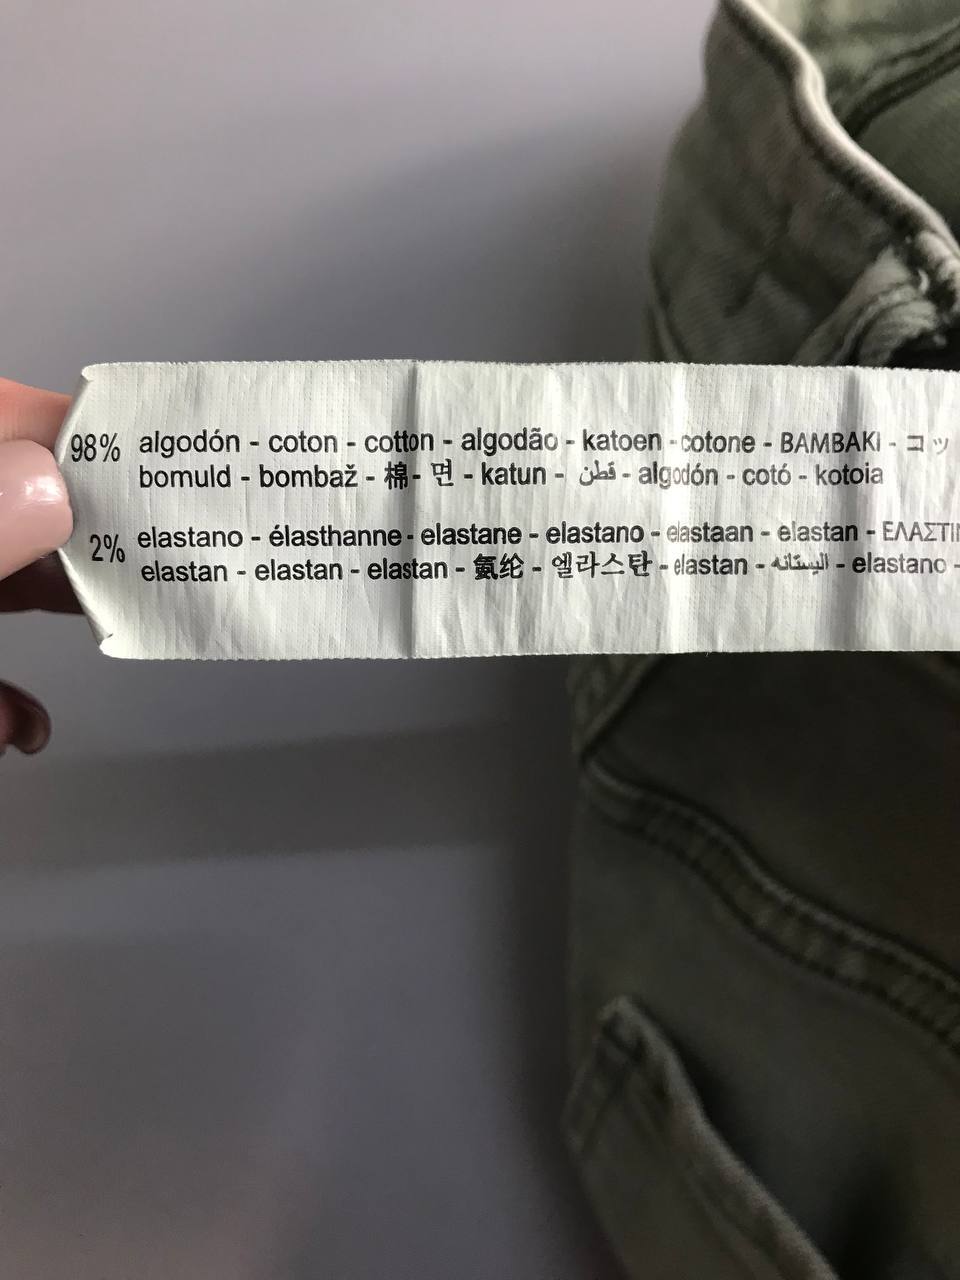 98% algodón - coton - cotton - algodão - katoen - cotone - BAMBAKI - コッ
bomuld - bombaž - 棉 - 면 - katun - قطن - algodón - cotó - kotoia
2% elastano - élasthanne - elastane - elastano - elastaan - elastan - ΕΛΑΣΤΙΝ
elastan - elastan - elastan - 氨纶 - 엘라스탄 - elastan - اليستانه - elastano -